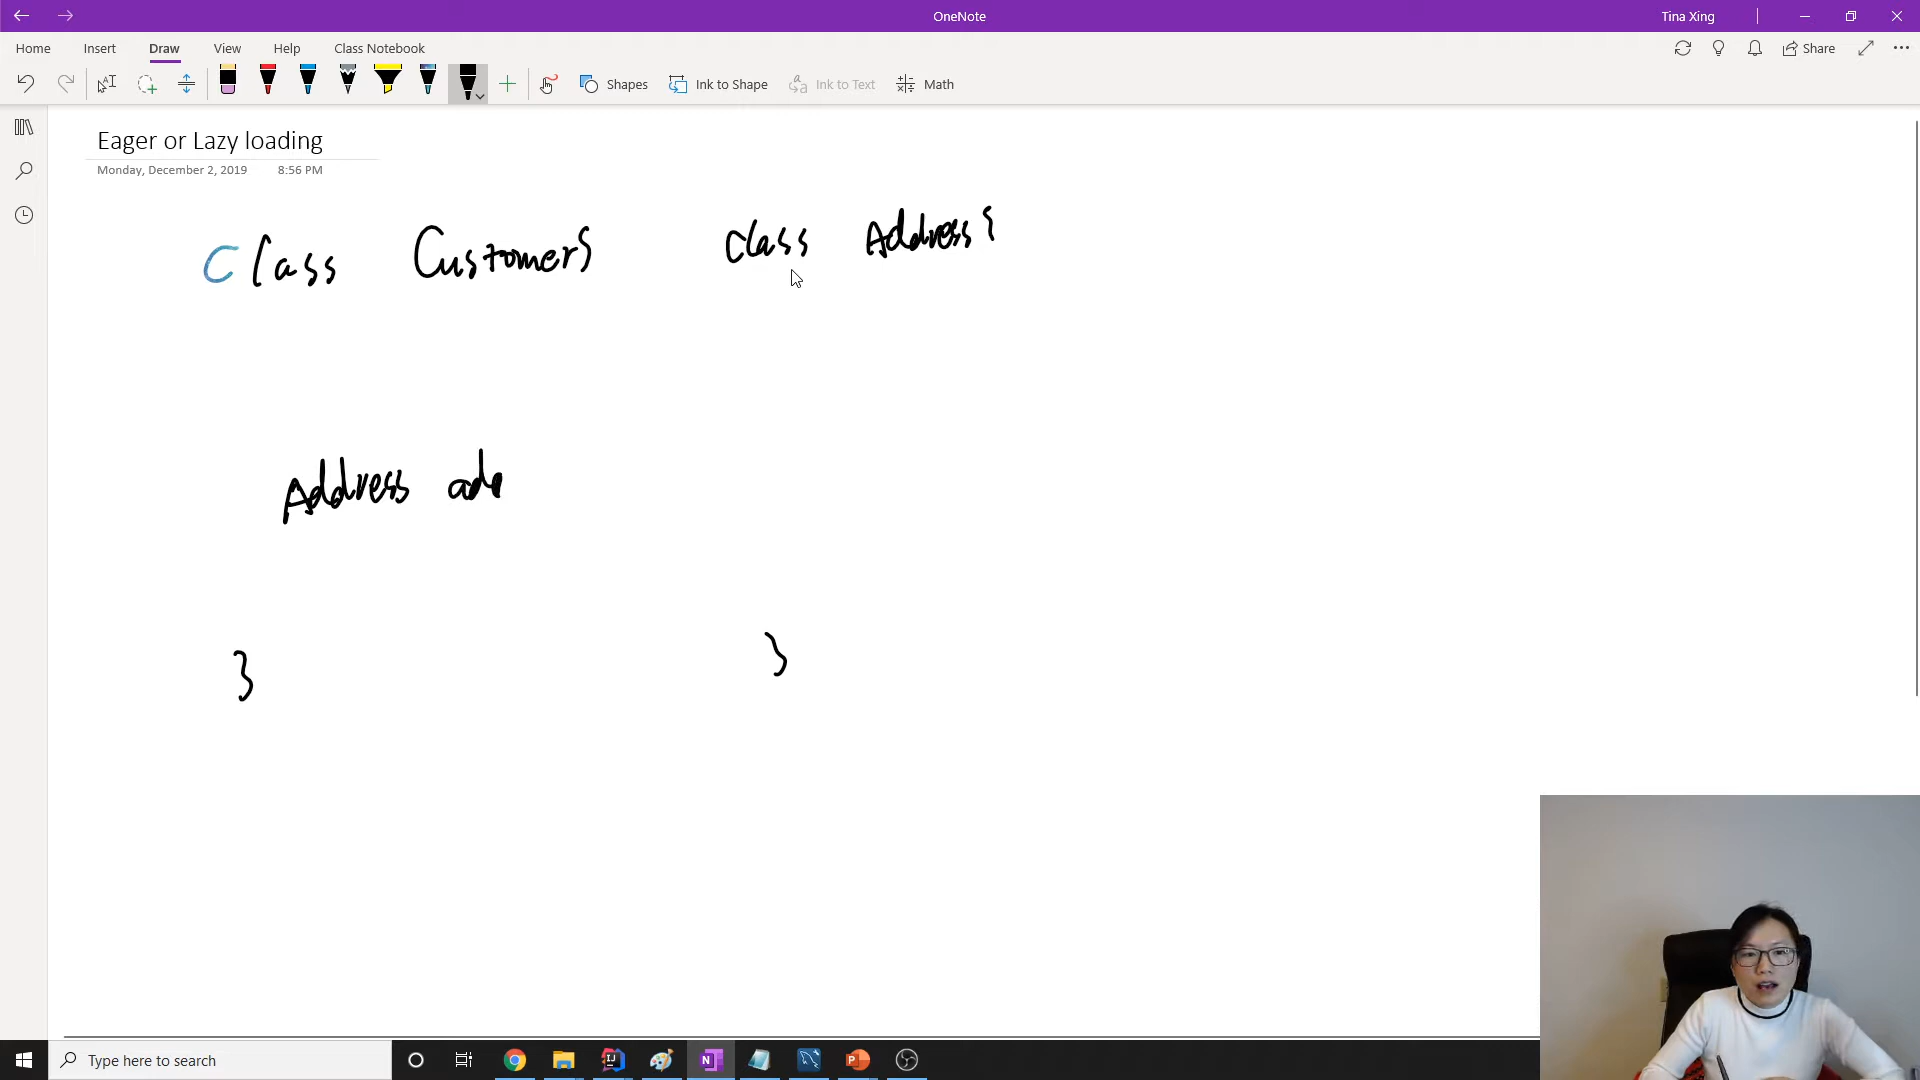 OneNote
Tina Xing
Home Insert Draw View Help Class Notebook
Share
Shapes Ink to Shape Ink to Text Math
Eager or Lazy loading
Monday, December 2, 2019 8:56 PM
Class Customer{ class Address{
Address add
}
}
Type here to search